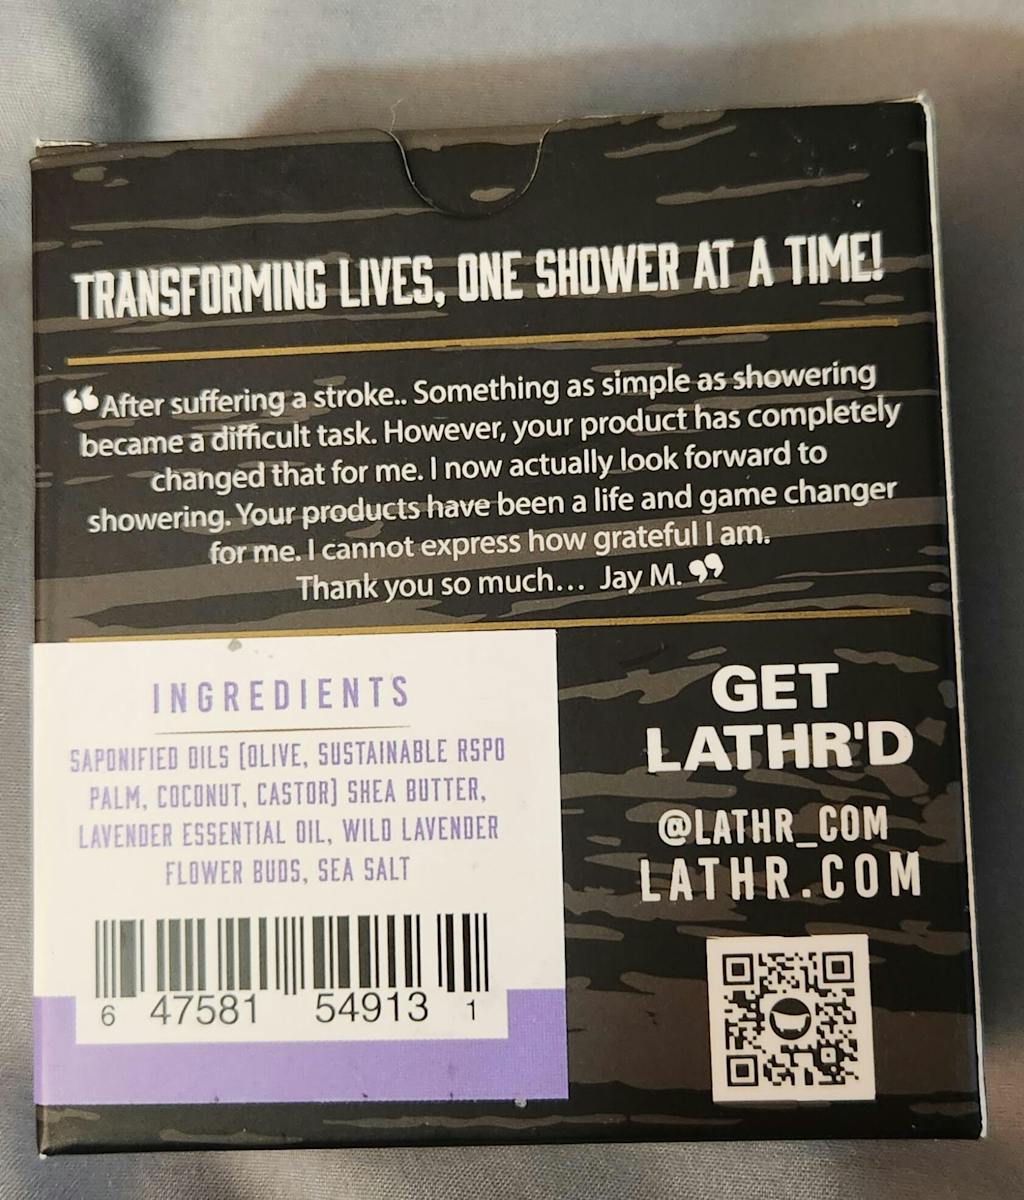 TRANSFORMING LIVES, ONE SHOWER AT A TIME!
❝After suffering a stroke.. Something as simple as showering
became a difficult task. However, your product has completely
changed that for me. I now actually look forward to
showering. Your products have been a life and game changer
for me. I cannot express how grateful I am.
Thank you so much... Jay M.❞
INGREDIENTS
SAPONIFIED OILS [OLIVE, SUSTAINABLE RSPO
PALM, COCONUT, CASTOR] SHEA BUTTER,
LAVENDER ESSENTIAL OIL, WILD LAVENDER
FLOWER BUDS, SEA SALT
6 47581 54913 1
GET
LATHR'D
@LATHR_COM
LATHR.COM